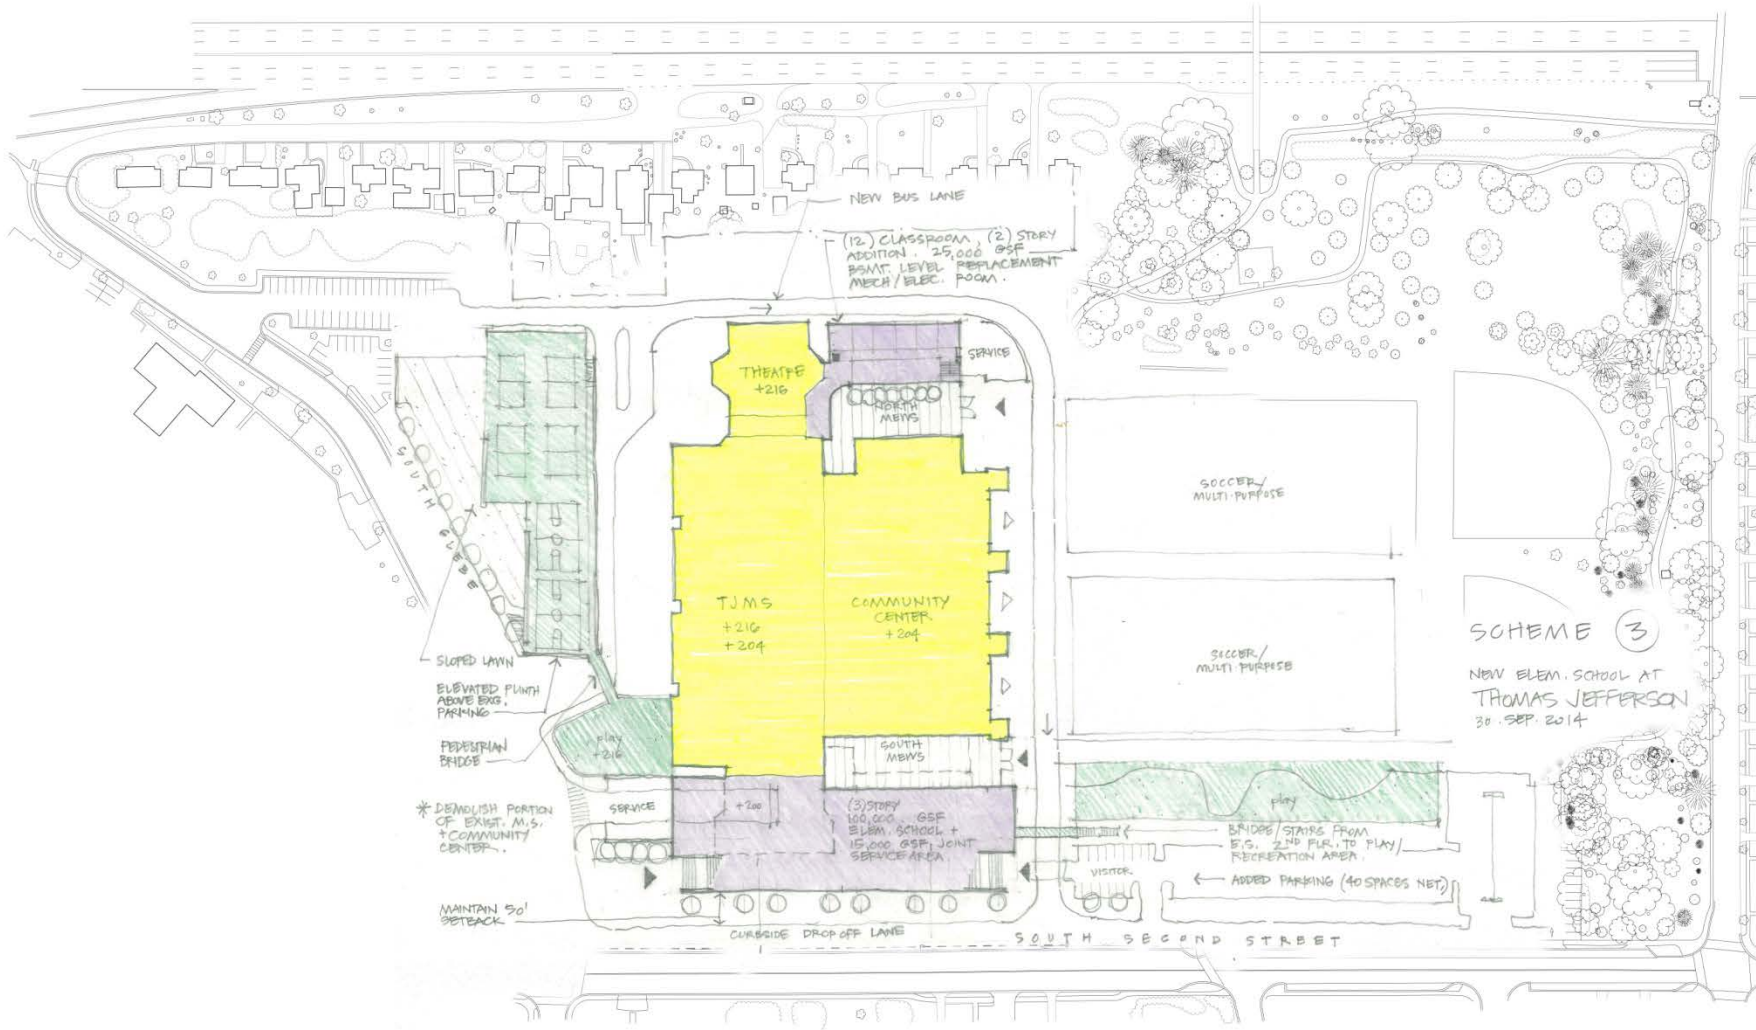 NEW BUS LANE
(12) CLASSROOM, (2) STORY
ADDITION. 25,000 GSF
BSMT. LEVEL REPLACEMENT
MECH/ELEC. ROOM.
THEATRE
+216
SERVICE
NORTH
MEWS
SOUTH GLEBE
SOCCER/
MULTI-PURPOSE
TJMS
+216
+204
COMMUNITY
CENTER
+204
SOCCER/
MULTI-PURPOSE
SCHEME 3
NEW ELEM. SCHOOL AT
THOMAS JEFFERSON
30 . SEP. 2014
SLOPED LAWN
ELEVATED PLINTH
ABOVE EXG.
PARKING
PEDESTRIAN
BRIDGE
play
+216
SOUTH
MEWS
* DEMOLISH PORTION
OF EXIST. M.S.
+ COMMUNITY
CENTER.
SERVICE
+200
(3) STORY
100,000 GSF
ELEM. SCHOOL +
15,000 GSF, JOINT
SERVICE AREA.
play
BRIDGE/STAIRS FROM
E.S. 2ND FLR. TO PLAY/
RECREATION AREA.
VISITOR
ADDED PARKING (40 SPACES NET)
MAINTAIN 50'
SETBACK
CURBSIDE DROP OFF LANE
SOUTH SECOND STREET